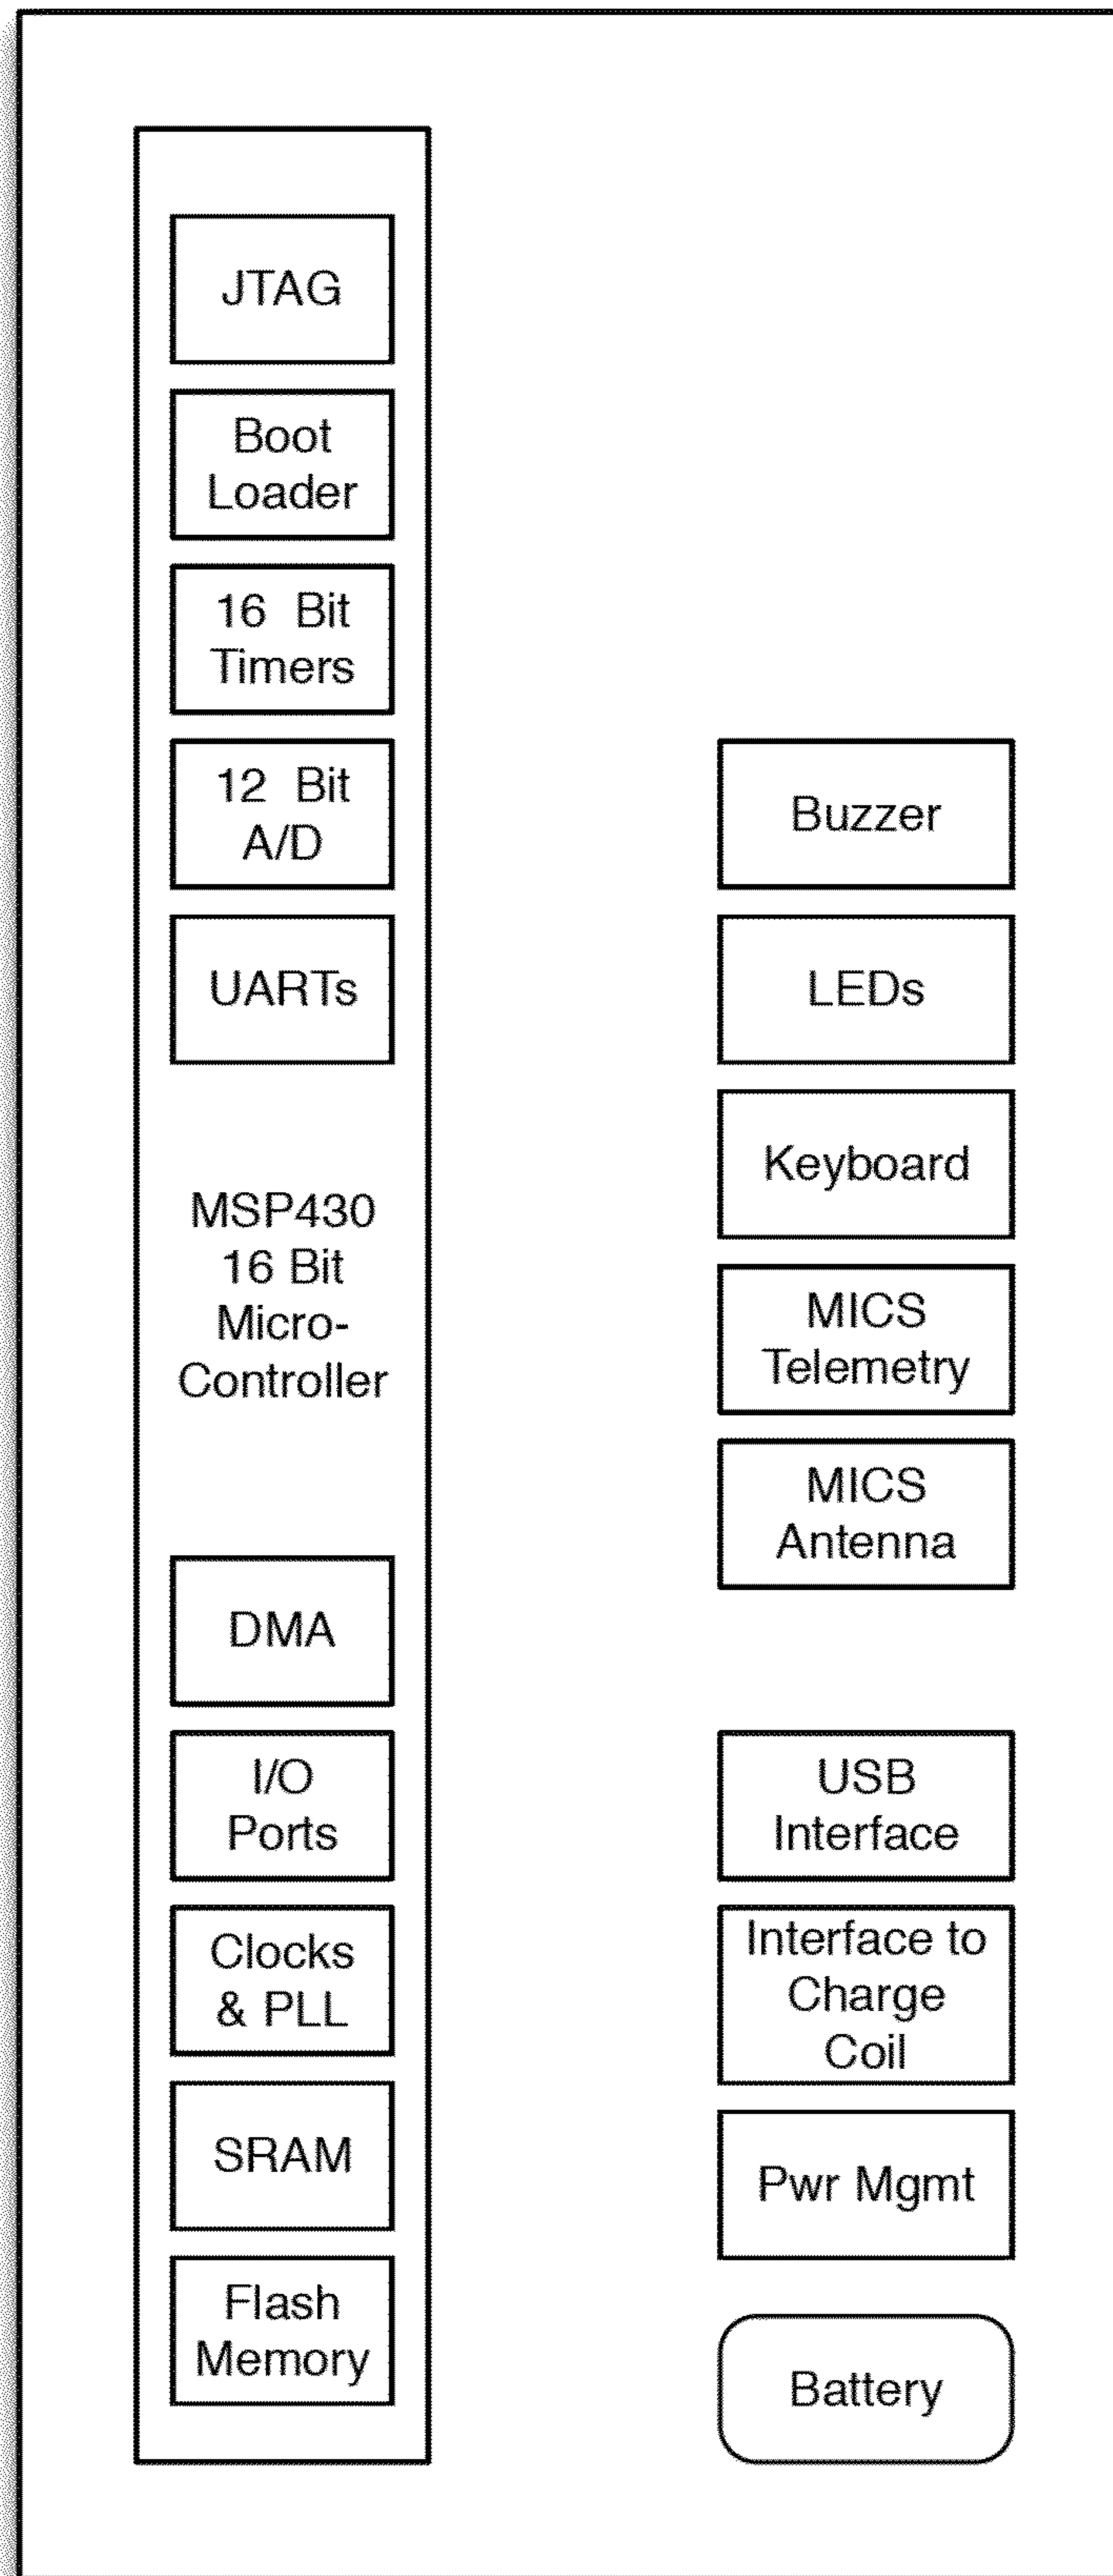 JTAG
Boot
Loader
16 Bit
Timers
12 Bit
A/D
UARTs
MSP430
16 Bit
Micro-
Controller
DMA
I/O
Ports
Clocks
& PLL
SRAM
Flash
Memory
Buzzer
LEDs
Keyboard
MICS
Telemetry
MICS
Antenna
USB
Interface
Interface to
Charge
Coil
Pwr Mgmt
Battery